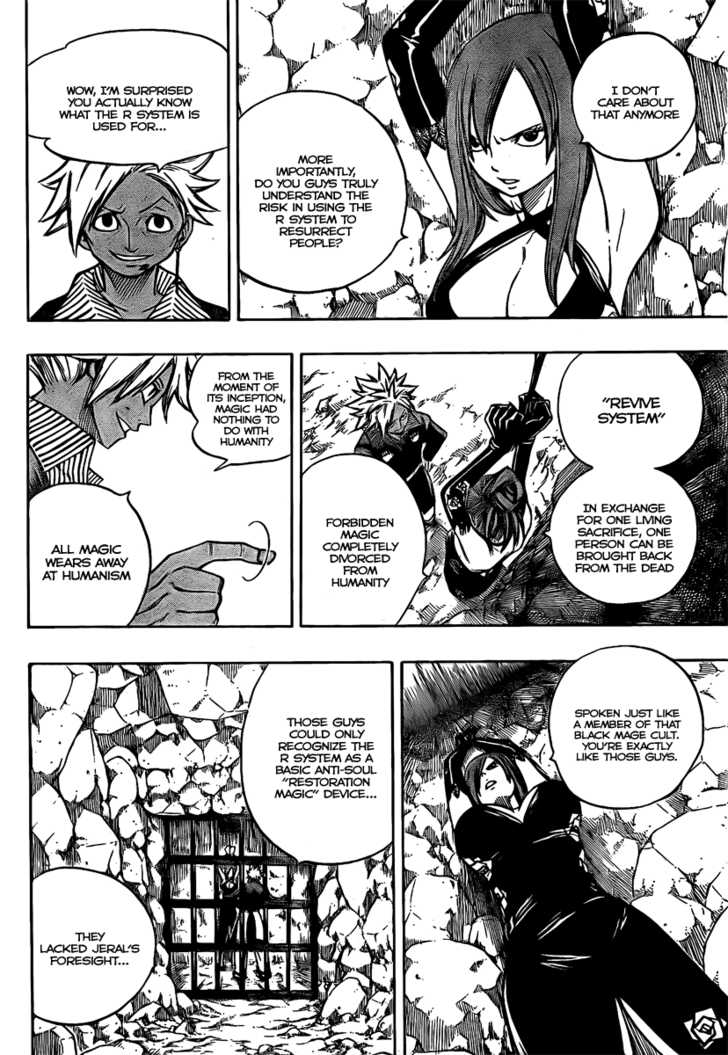 I DON'T
CARE ABOUT
THAT ANYMORE
MORE
IMPORTANTLY,
DO YOU GUYS TRULY
UNDERSTAND THE
RISK IN USING THE
R SYSTEM TO
RESURRECT
PEOPLE?
WOW, I'M SURPRISED
YOU ACTUALLY KNOW
WHAT THE R SYSTEM IS
USED FOR...
"REVIVE
SYSTEM"
IN EXCHANGE
FOR ONE LIVING
SACRIFICE, ONE
PERSON CAN BE
BROUGHT BACK
FROM THE DEAD
FORBIDDEN
MAGIC
COMPLETELY
DIVORCED
FROM
HUMANITY
FROM THE
MOMENT OF
ITS INCEPTION,
MAGIC HAD
NOTHING TO
DO WITH
HUMANITY
ALL MAGIC
WEARS AWAY
AT HUMANISM
SPOKEN JUST LIKE
A MEMBER OF THAT
BLACK MAGE CULT.
YOU'RE EXACTLY
LIKE THOSE GUYS.
THOSE GUYS
COULD ONLY
RECOGNIZE THE
R SYSTEM AS A
BASIC ANTI-SOUL
"RESTORATION
MAGIC" DEVICE...
THEY
LACKED JERAL'S
FORESIGHT...